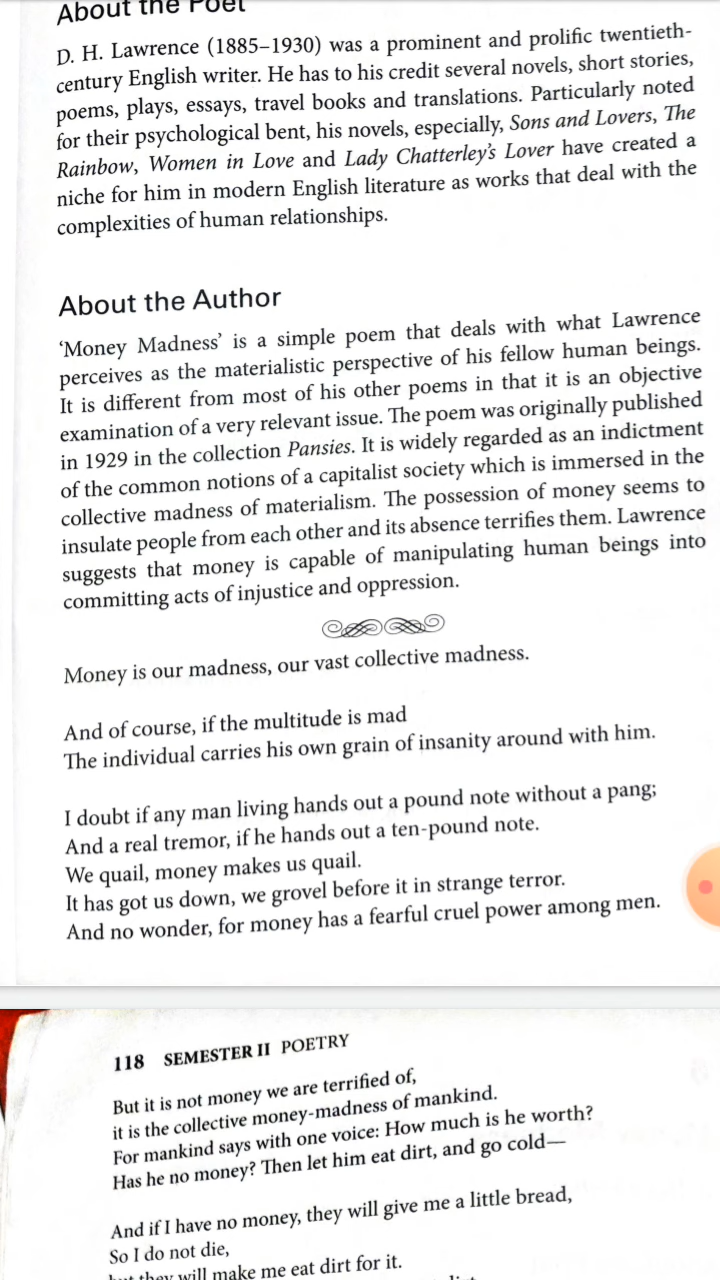 About the Poet
D. H. Lawrence (1885–1930) was a prominent and prolific twentieth-
century English writer. He has to his credit several novels, short stories,
poems, plays, essays, travel books and translations. Particularly noted
for their psychological bent, his novels, especially, Sons and Lovers, The
Rainbow, Women in Love and Lady Chatterley's Lover have created a
niche for him in modern English literature as works that deal with the
complexities of human relationships.
About the Author
'Money Madness' is a simple poem that deals with what Lawrence
perceives as the materialistic perspective of his fellow human beings.
It is different from most of his other poems in that it is an objective
examination of a very relevant issue. The poem was originally published
in 1929 in the collection Pansies. It is widely regarded as an indictment
of the common notions of a capitalist society which is immersed in the
collective madness of materialism. The possession of money seems to
insulate people from each other and its absence terrifies them. Lawrence
suggests that money is capable of manipulating human beings into
committing acts of injustice and oppression.
Money is our madness, our vast collective madness.
And of course, if the multitude is mad
The individual carries his own grain of insanity around with him.
I doubt if any man living hands out a pound note without a pang;
And a real tremor, if he hands out a ten-pound note.
We quail, money makes us quail.
It has got us down, we grovel before it in strange terror.
And no wonder, for money has a fearful cruel power among men.
118 SEMESTER II POETRY
But it is not money we are terrified of,
it is the collective money-madness of mankind.
For mankind says with one voice: How much is he worth?
Has he no money? Then let him eat dirt, and go cold—
And if I have no money, they will give me a little bread,
So I do not die,
but they will make me eat dirt for it.